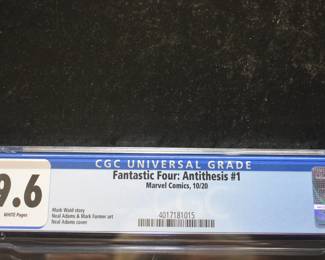 CGC UNIVERSAL GRADE
9.6
WHITE Pages
Fantastic Four: Antithesis #1
Marvel Comics, 10/20
Mark Waid story
Neal Adams & Mark Farmer art
Neal Adams cover
4017181015